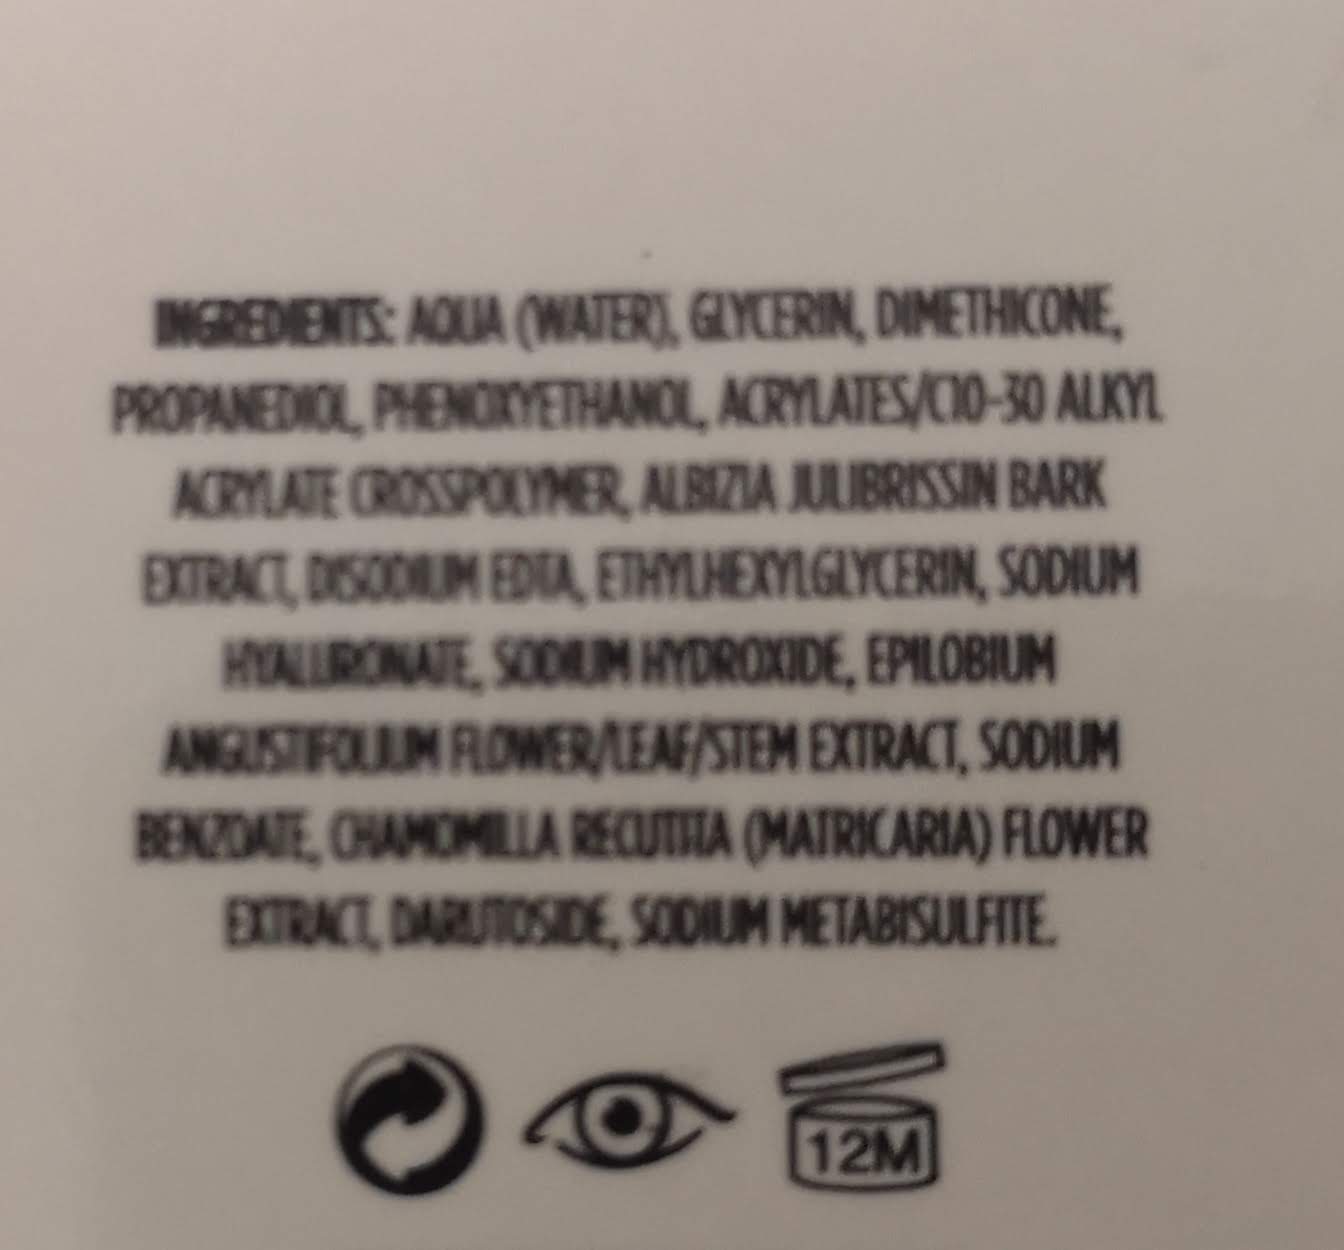 INGREDIENTS: AQUA (WATER), GLYCERIN, DIMETHICONE,
PROPANEDIOL, PHENOXYETHANOL, ACRYLATES/C10-30 ALKYL
ACRYLATE CROSSPOLYMER, ALBIZIA JULIBRISSIN BARK
EXTRACT, DISODIUM EDTA, ETHYLHEXYLGLYCERIN, SODIUM
HYALURONATE, SODIUM HYDROXIDE, EPILOBIUM
ANGUSTIFOLIUM FLOWER/LEAF/STEM EXTRACT, SODIUM
BENZOATE, CHAMOMILLA RECUTITA (MATRICARIA) FLOWER
EXTRACT, DARUTOSIDE, SODIUM METABISULFITE.
12M